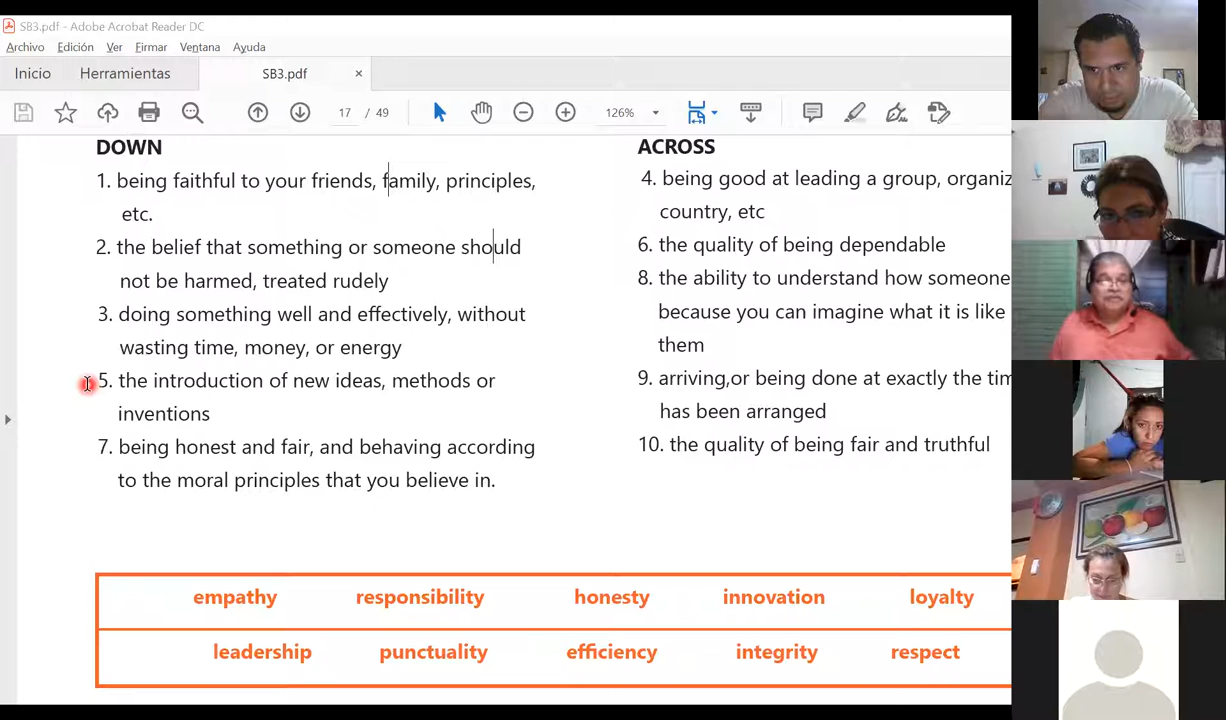 SB3.pdf - Adobe Acrobat Reader DC
Archivo Edición Ver Firmar Ventana Ayuda
Inicio Herramientas SB3.pdf ×
17 / 49 126%
DOWN
1. being faithful to your friends, family, principles,
etc.
2. the belief that something or someone should
not be harmed, treated rudely
3. doing something well and effectively, without
wasting time, money, or energy
5. the introduction of new ideas, methods or
inventions
7. being honest and fair, and behaving according
to the moral principles that you believe in.
ACROSS
4. being good at leading a group, organiz
country, etc
6. the quality of being dependable
8. the ability to understand how someone
because you can imagine what it is like
them
9. arriving,or being done at exactly the tim
has been arranged
10. the quality of being fair and truthful
empathy responsibility honesty innovation loyalty
leadership punctuality efficiency integrity respect